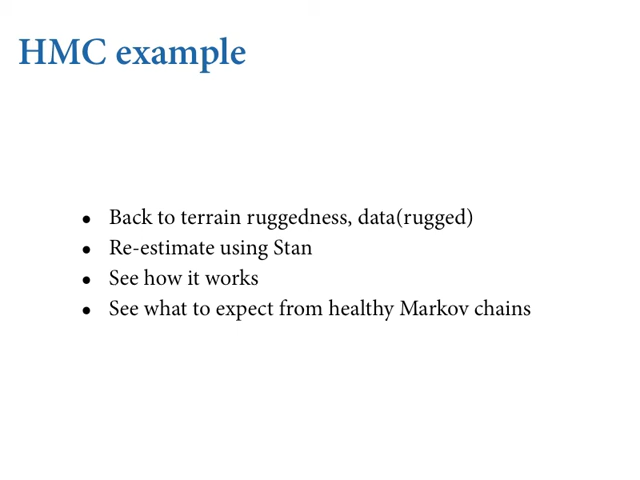 HMC example
• Back to terrain ruggedness, data(rugged)
• Re-estimate using Stan
• See how it works
• See what to expect from healthy Markov chains